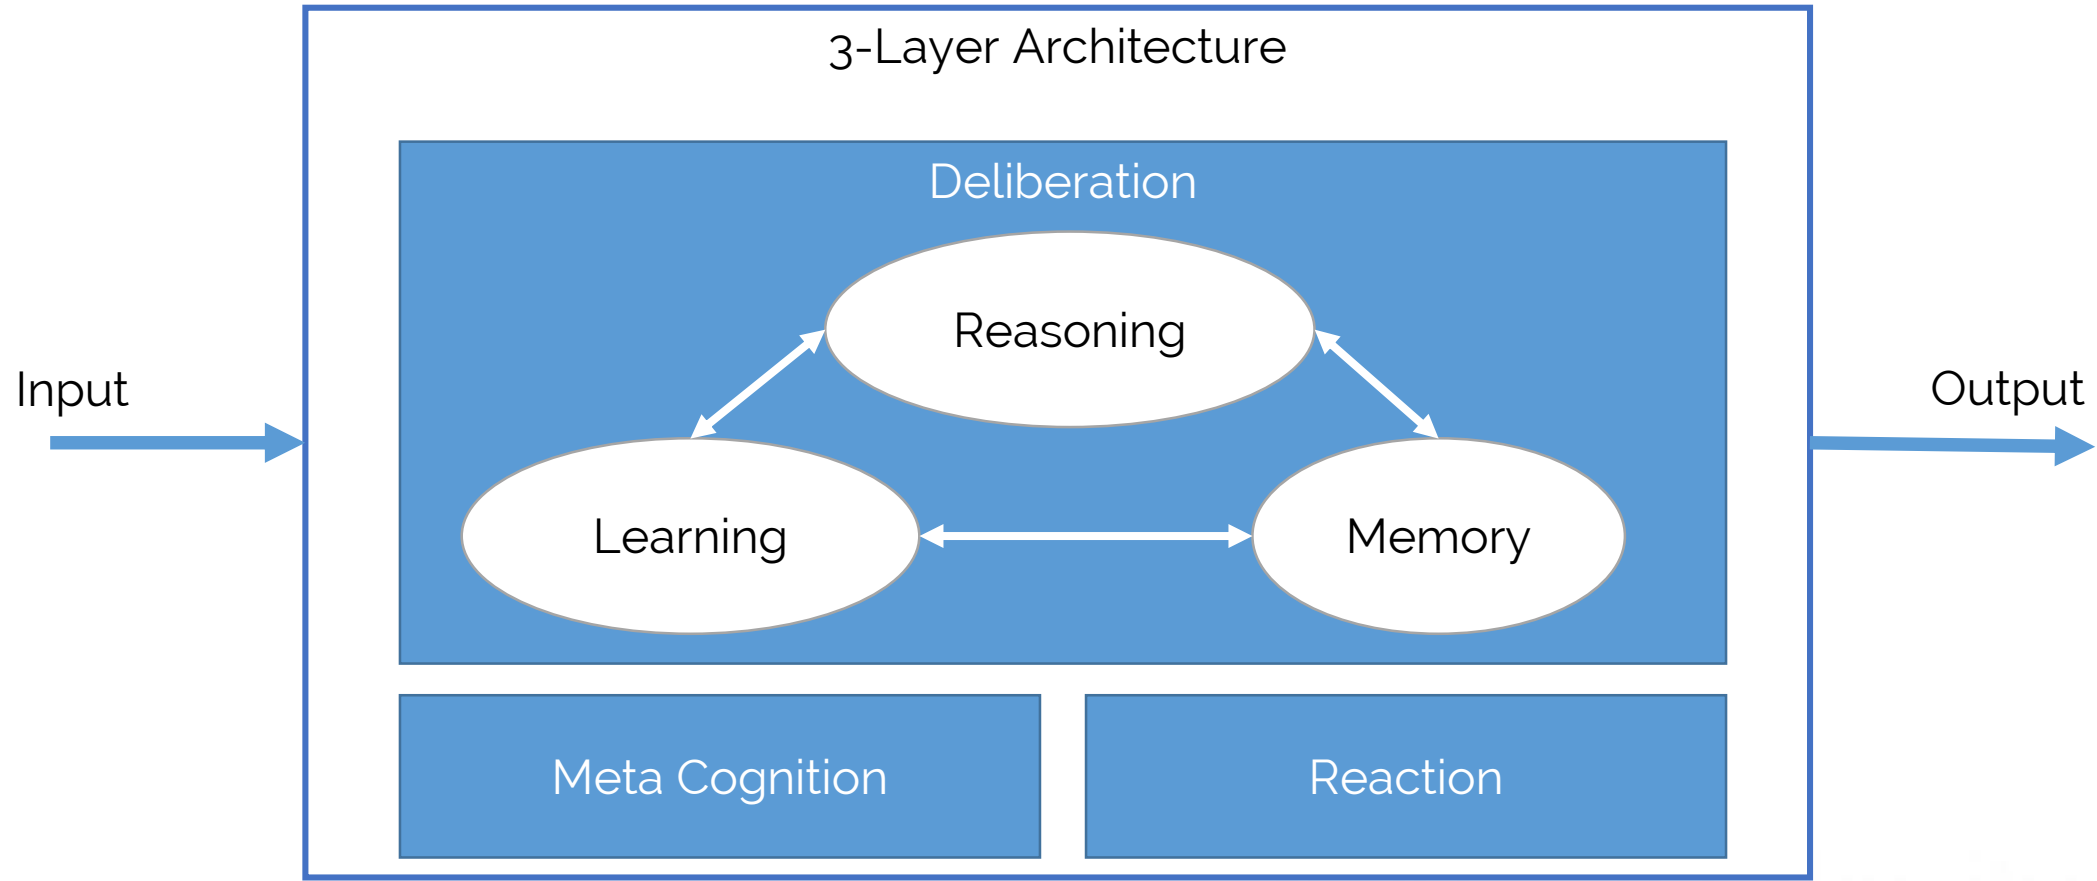 3-Layer Architecture
Deliberation
Reasoning
Input
Output
Learning
Memory
Meta Cognition
Reaction